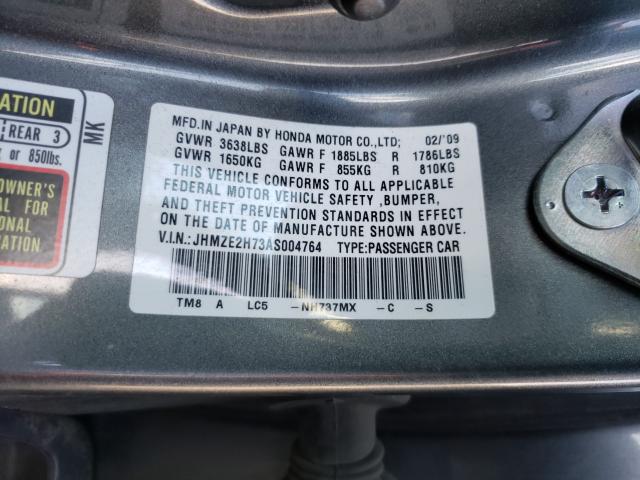 ATION
REAR 3
or 850lbs.
OWNER'S
AL FOR
ONAL
ATION
MK
MFD.IN JAPAN BY HONDA MOTOR CO.,LTD; 02/'09
GVWR 3638LBS GAWR F 1885LBS R 1786LBS
GVWR 1650KG GAWR F 855KG R 810KG
THIS VEHICLE CONFORMS TO ALL APPLICABLE
FEDERAL MOTOR VEHICLE SAFETY ,BUMPER,
AND THEFT PREVENTION STANDARDS IN EFFECT
ON THE DATE OF MANUFACTURE SHOWN ABOVE.
V.I.N.:JHMZE2H73AS004764 TYPE:PASSENGER CAR
TM8 A LC5 -NH737MX -C -S